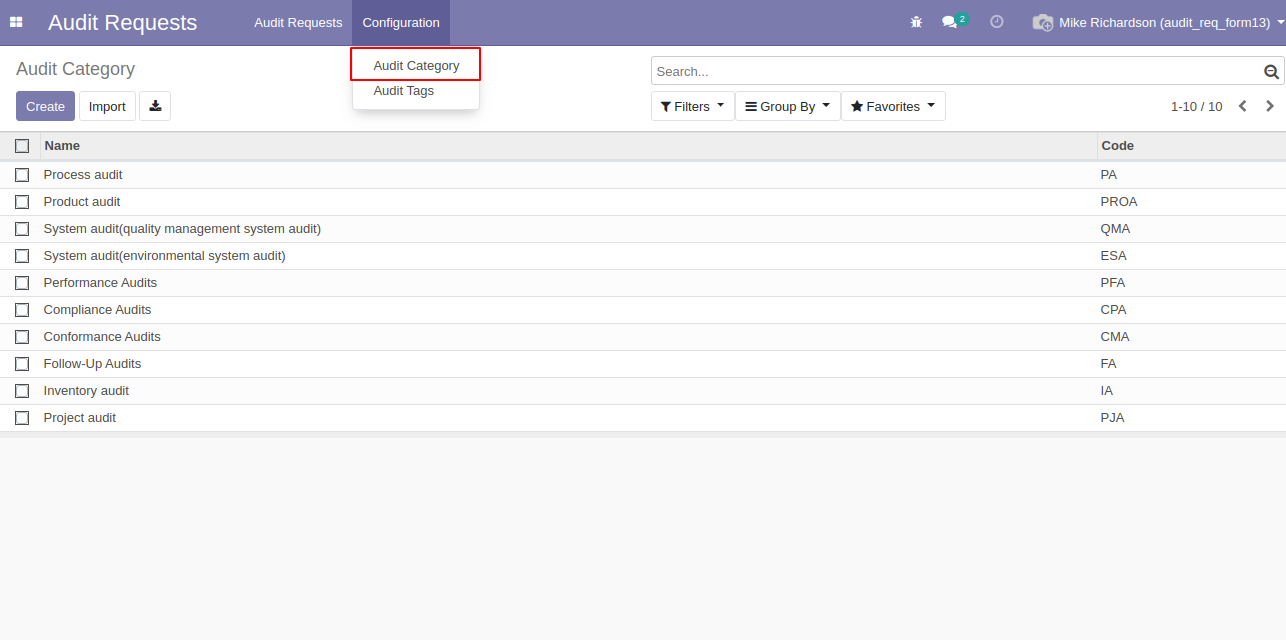 Audit Requests Audit Requests Configuration 2 Mike Richardson (audit_req_form13)
Audit Category
Audit Category
Audit Tags
Search...
Create Import Filters Group By Favorites 1-10 / 10
Name Code
Process audit PA
Product audit PROA
System audit(quality management system audit) QMA
System audit(environmental system audit) ESA
Performance Audits PFA
Compliance Audits CPA
Conformance Audits CMA
Follow-Up Audits FA
Inventory audit IA
Project audit PJA